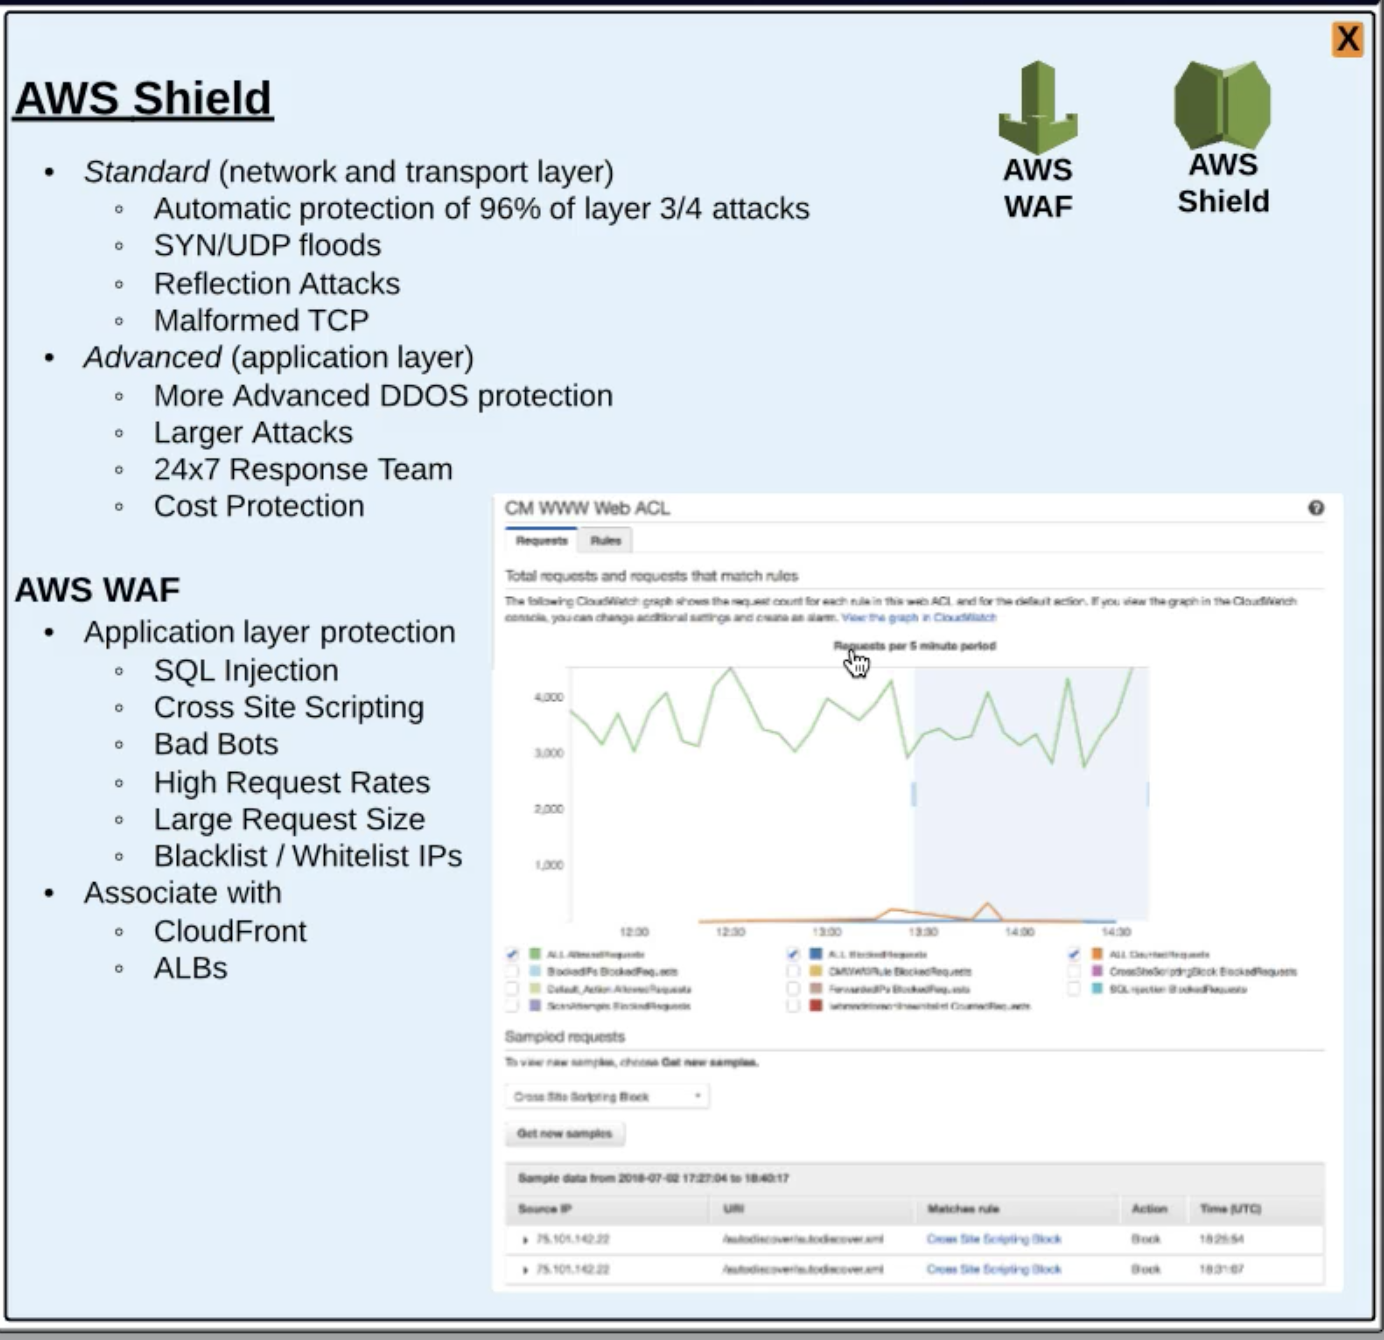 X
AWS Shield
AWS
WAF
AWS
Shield
• Standard (network and transport layer)
◦ Automatic protection of 96% of layer 3/4 attacks
◦ SYN/UDP floods
◦ Reflection Attacks
◦ Malformed TCP
• Advanced (application layer)
◦ More Advanced DDOS protection
◦ Larger Attacks
◦ 24x7 Response Team
◦ Cost Protection
AWS WAF
• Application layer protection
◦ SQL Injection
◦ Cross Site Scripting
◦ Bad Bots
◦ High Request Rates
◦ Large Request Size
◦ Blacklist / Whitelist IPs
• Associate with
◦ CloudFront
◦ ALBs
CM WWW Web ACL ?
Requests Rules
Total requests and requests that match rules
The following CloudWatch graph shows the request count for each rule in this web ACL and for the default action. If you view the graph in the CloudWatch
console, you can change additional settings and create an alarm. View the graph in CloudWatch
Requests per 5 minute period
4,000
3,000
2,000
1,000
12:00 12:30 13:00 13:30 14:00 14:30
ALL AllowedRequests ALL BlockedRequests ALL CountedRequests
BlockedIPs BlockedRequests BlockedRequests CrossSiteScriptingBlock BlockedRequests
Default_Action AllowedRequests ForwardedIPs BlockedRequests SQLInjection BlockedRequests
ScanAttempts BlockedRequests CountedRequests
Sampled requests
To view new samples, choose Get new samples.
Cross Site Scripting Block
Get new samples
Sample data from 2018-07-02 17:27:04 to 18:40:17
Source IP URI Matches rule Action Time (UTC)
75.101.142.22 /autodiscover/autodiscover.xml Cross Site Scripting Block Block
75.101.142.22 /autodiscover/autodiscover.xml Cross Site Scripting Block Block 18:31:07